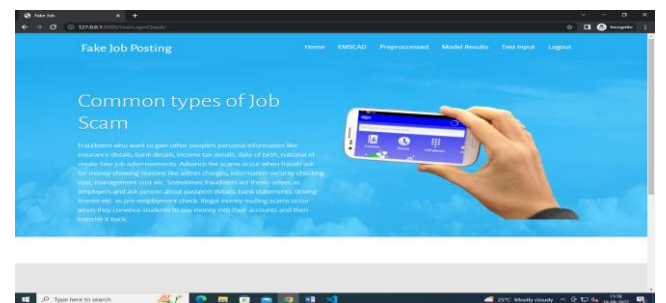 Fake Job
127.0.0.1:8000/UserLoginCheck/
Incognito
Fake Job Posting
Home EMSCAD Preprocessed Model Results Test Input Logout
Common types of Job
Scam
Fraudsters who want to gain other people's personal information like
insurance details, bank details, income tax details, date of birth, national id
create fake job advertisements. Advance fee scams occur when frauds ask
for money showing reasons like admin charges, information security checking
cost, management cost etc. Sometimes fraudsters act them- selves as
employers and ask people about passport details, bank statements, driving
license etc. as pre-employment check. Illegal money mulling scams occur
when they convince students to pay money into their accounts and then
transfer it back.
Type here to search
25°C Mostly cloudy